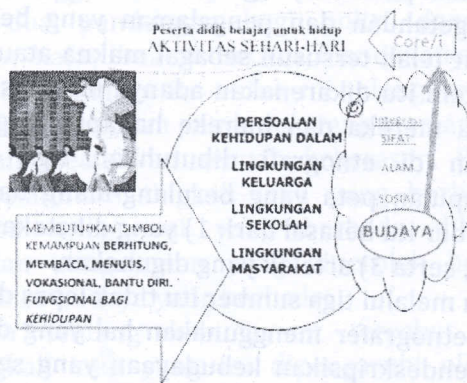 Peserta didik belajar untuk hidup
AKTIVITAS SEHARI-HARI
Core/i
PERSOALAN
KEHIDUPAN DALAM
LINGKUNGAN
KELUARGA
LINGKUNGAN
SEKOLAH
LINGKUNGAN
MASYARAKAT
SIFAT
ALAMI
SOSIAL
BUDAYA
MEMBUTUHKAN SIMBOL
KEMAMPUAN BERHITUNG,
MEMBACA, MENULIS,
VOKASIONAL, BANTU DIRI.
FUNGSIONAL BAGI
KEHIDUPAN